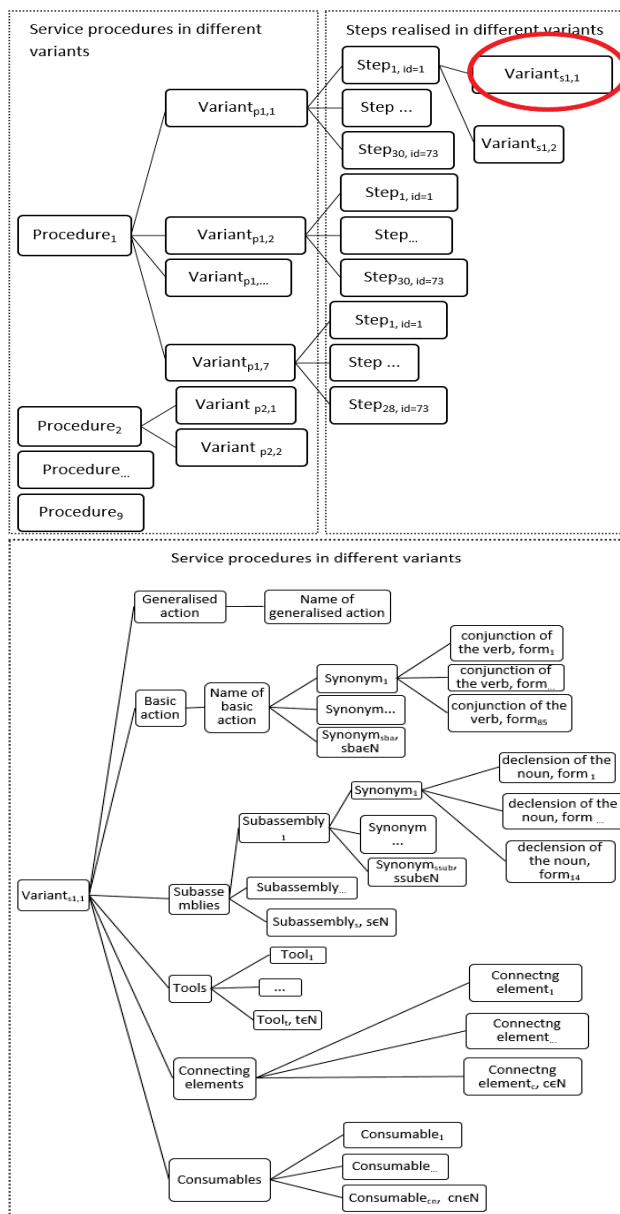 Service procedures in different
variants
Steps realised in different variants
Step1, id=1
Variants1,1
Variantp1,1
Step ...
Variants1,2
Step30, id=73
Step1, id=1
Procedure1
Variantp1,2
Step...
Variantp1,...
Step30, id=73
Step1, id=1
Variantp1,7
Step ...
Step28, id=73
Variant p2,1
Procedure2
Variant p2,2
Procedure...
Procedure9
Service procedures in different variants
Generalised
action
Name of
generalised action
conjunction of
the verb, form1
Basic
action
Name of
basic
action
Synonym1
conjunction of
the verb, form...
Synonym...
conjunction of
the verb, form85
Synonymsba,
sbaєN
declension of the
noun, form 1
Synonym1
Subassembly
1
declension of the
noun, form ...
Synonym
...
declension of
the noun,
form14
Synonymssub,
ssubєN
Variants1,1
Subasse
mblies
Subassembly...
Subassemblys, sєN
Tool1
Tools
...
Toolt, tєN
Connectng
element1
Connectng
element...
Connecting
elements
Connectng
elementc, cєN
Consumable1
Consumables
Consumable...
Consumablecn, cnєN